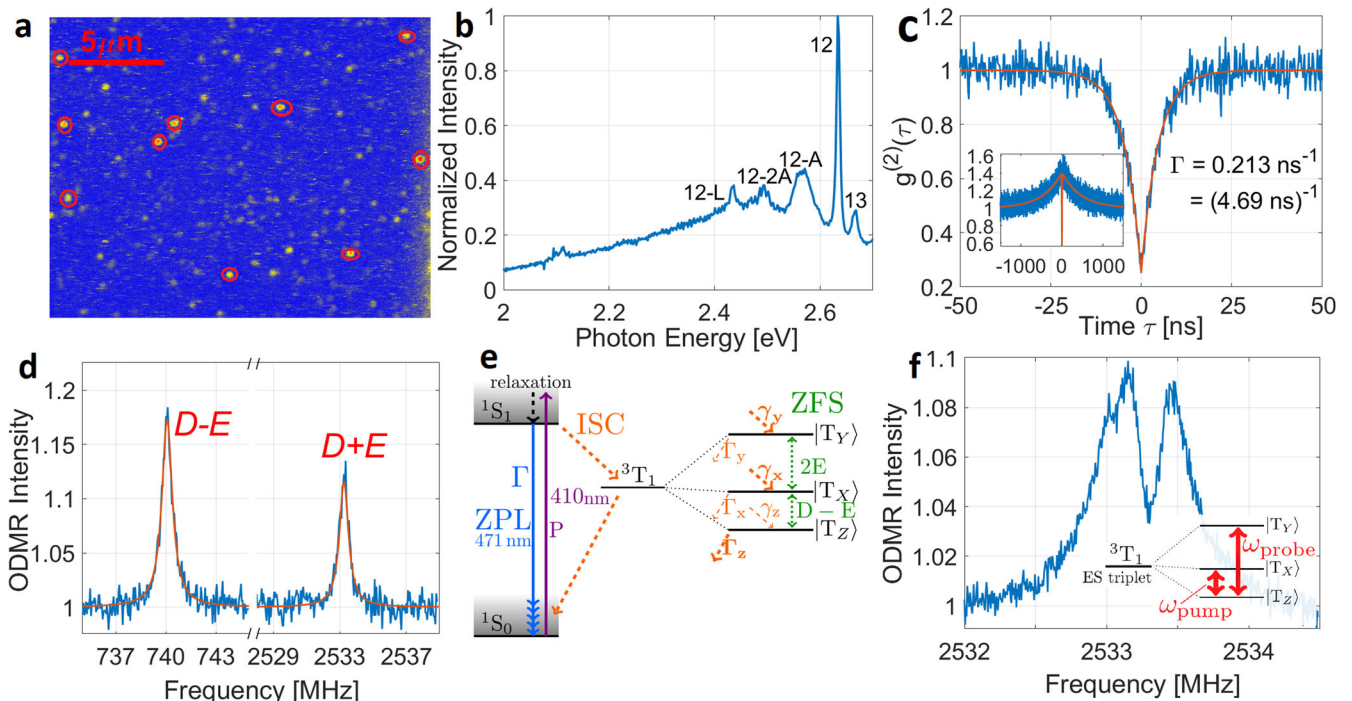 a
5μm
b
Normalized Intensity
1
0.8
0.6
0.4
0.2
0
2
2.2
2.4
2.6
Photon Energy [eV]
12-L
12-2A
12-A
12
13
c
g(2)(τ)
1.2
1
0.8
0.6
0.4
0.2
-50
-25
0
25
50
Time τ [ns]
Γ = 0.213 ns-1
= (4.69 ns)-1
1.6
1.4
1.2
1
0.8
0.6
-1000
0
1000
d
ODMR Intensity
1.2
1.15
1.1
1.05
1
D-E
D+E
737
740
743
2529
2533
2537
Frequency [MHz]
e
relaxation
1S1
ISC
Γ
ZPL
471 nm
410nm
P
1S0
3T1
ZFS
γy
|TY⟩
Γy
2E
γx
|TX⟩
Γx
γz
D − E
|TZ⟩
Γz
f
ODMR Intensity
1.1
1.08
1.06
1.04
1.02
1
2532
2533
2534
Frequency [MHz]
3T1
ES triplet
|TY⟩
ωprobe
|TX⟩
ωpump
|TZ⟩